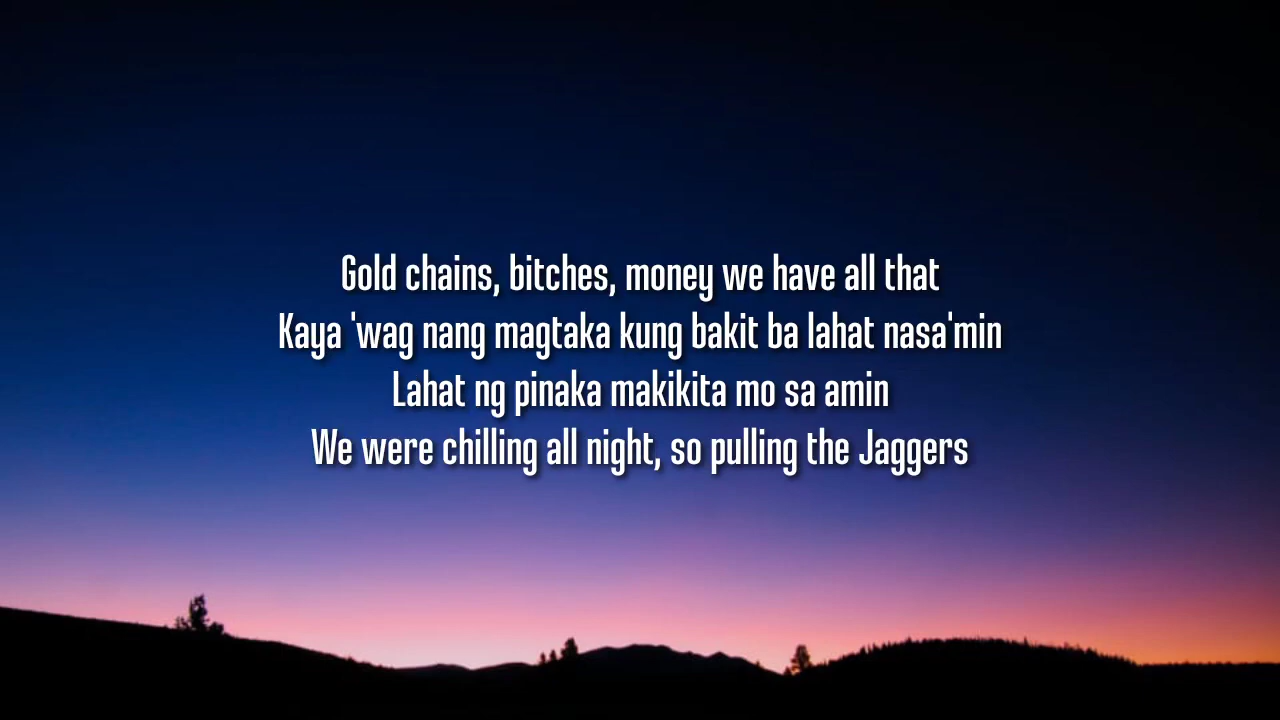 Gold chains, bitches, money we have all that
Kaya 'wag nang magtaka kung bakit ba lahat nasa'min
Lahat ng pinaka makikita mo sa amin
We were chilling all night, so pulling the Jaggers